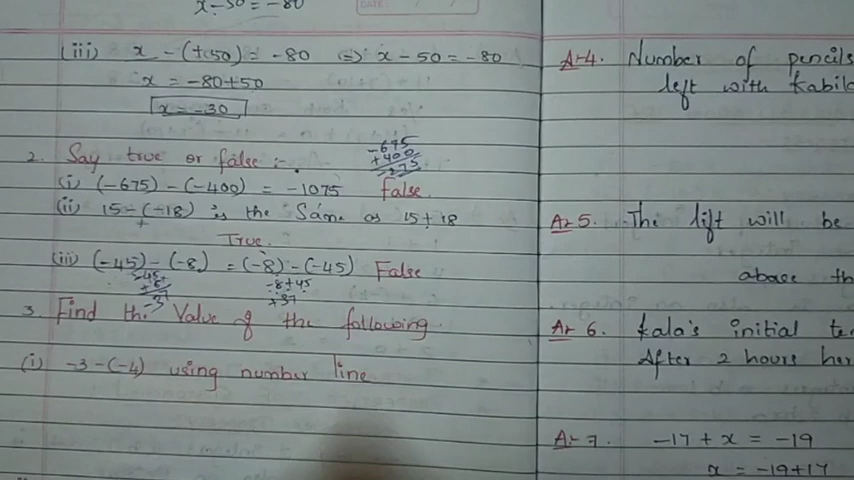 x - 50 = -80
DATE: / /
(iii) x - (+50) = -80 => x - 50 = -80
x = -80+50
x = -30
2. Say true or false :-
-675
+400
-275
(i) (-675) - (-400) = -1075 False
(ii) 15 - (-18) is the Same as 15+18
+
True.
(iii) (-45) - (-8) = (-8) - (-45) False
-45
+8
-37
-8+45
+37
3. Find the Value of the following
(i) -3-(-4) using number line
Ar 4. Number of pencils
left with Kabil
Ar 5. The lift will be
above th
Ar 6. Kala's initial te
After 2 hours her
Ar 7. -17 + x = -19
x = -19+17